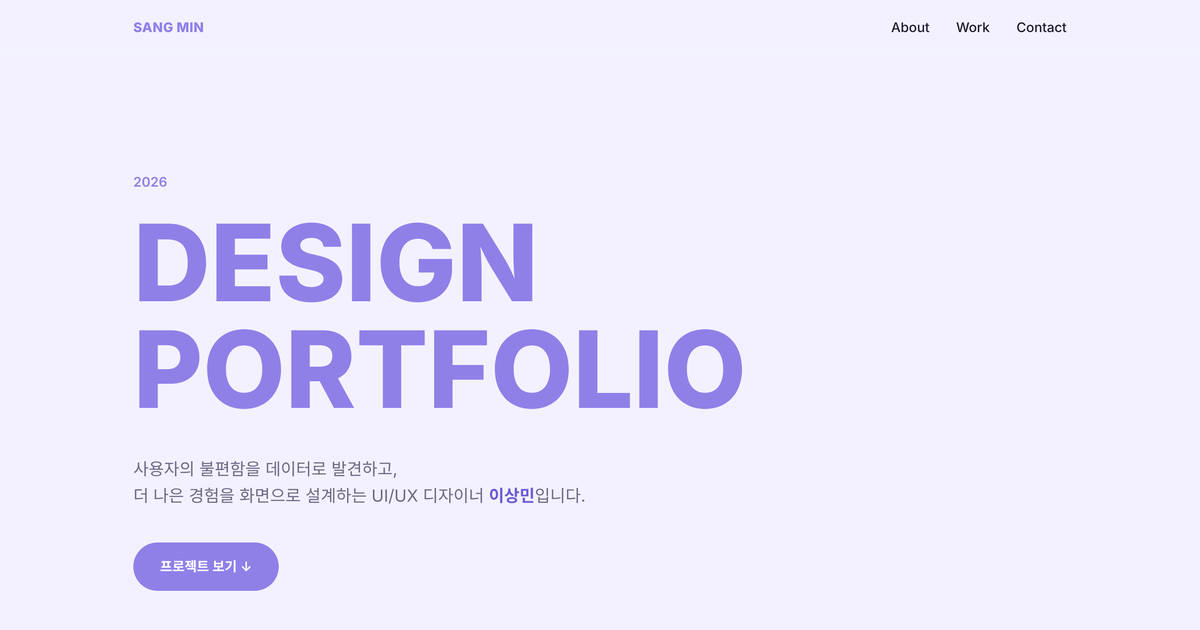 SANG MIN
About Work Contact
2026
DESIGN
PORTFOLIO
사용자의 불편함을 데이터로 발견하고,
더 나은 경험을 화면으로 설계하는 UI/UX 디자이너 이상민입니다.
프로젝트 보기 ↓